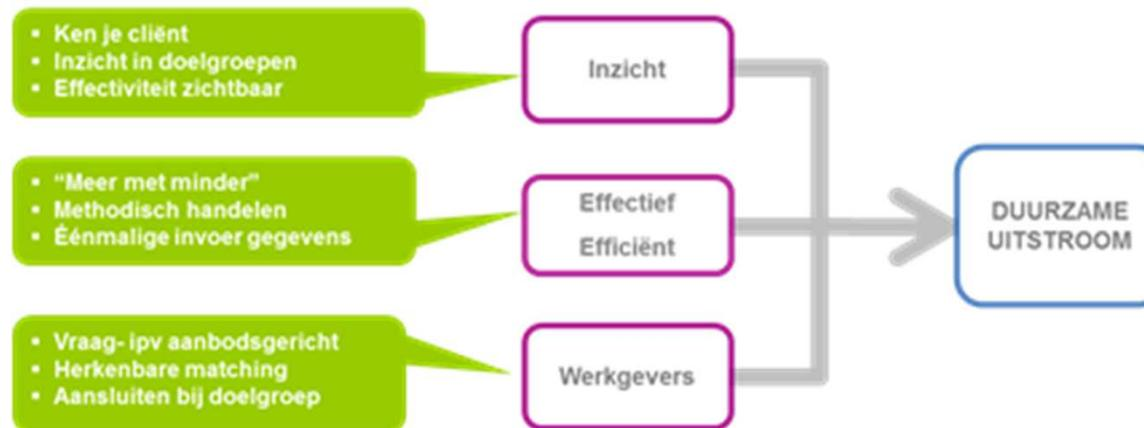 ▪ Ken je cliënt
▪ Inzicht in doelgroepen
▪ Effectiviteit zichtbaar
Inzicht
▪ “Meer met minder”
▪ Methodisch handelen
▪ Éénmalige invoer gegevens
Effectief
Efficiënt
▪ Vraag- ipv aanbodsgericht
▪ Herkenbare matching
▪ Aansluiten bij doelgroep
Werkgevers
DUURZAME
UITSTROOM